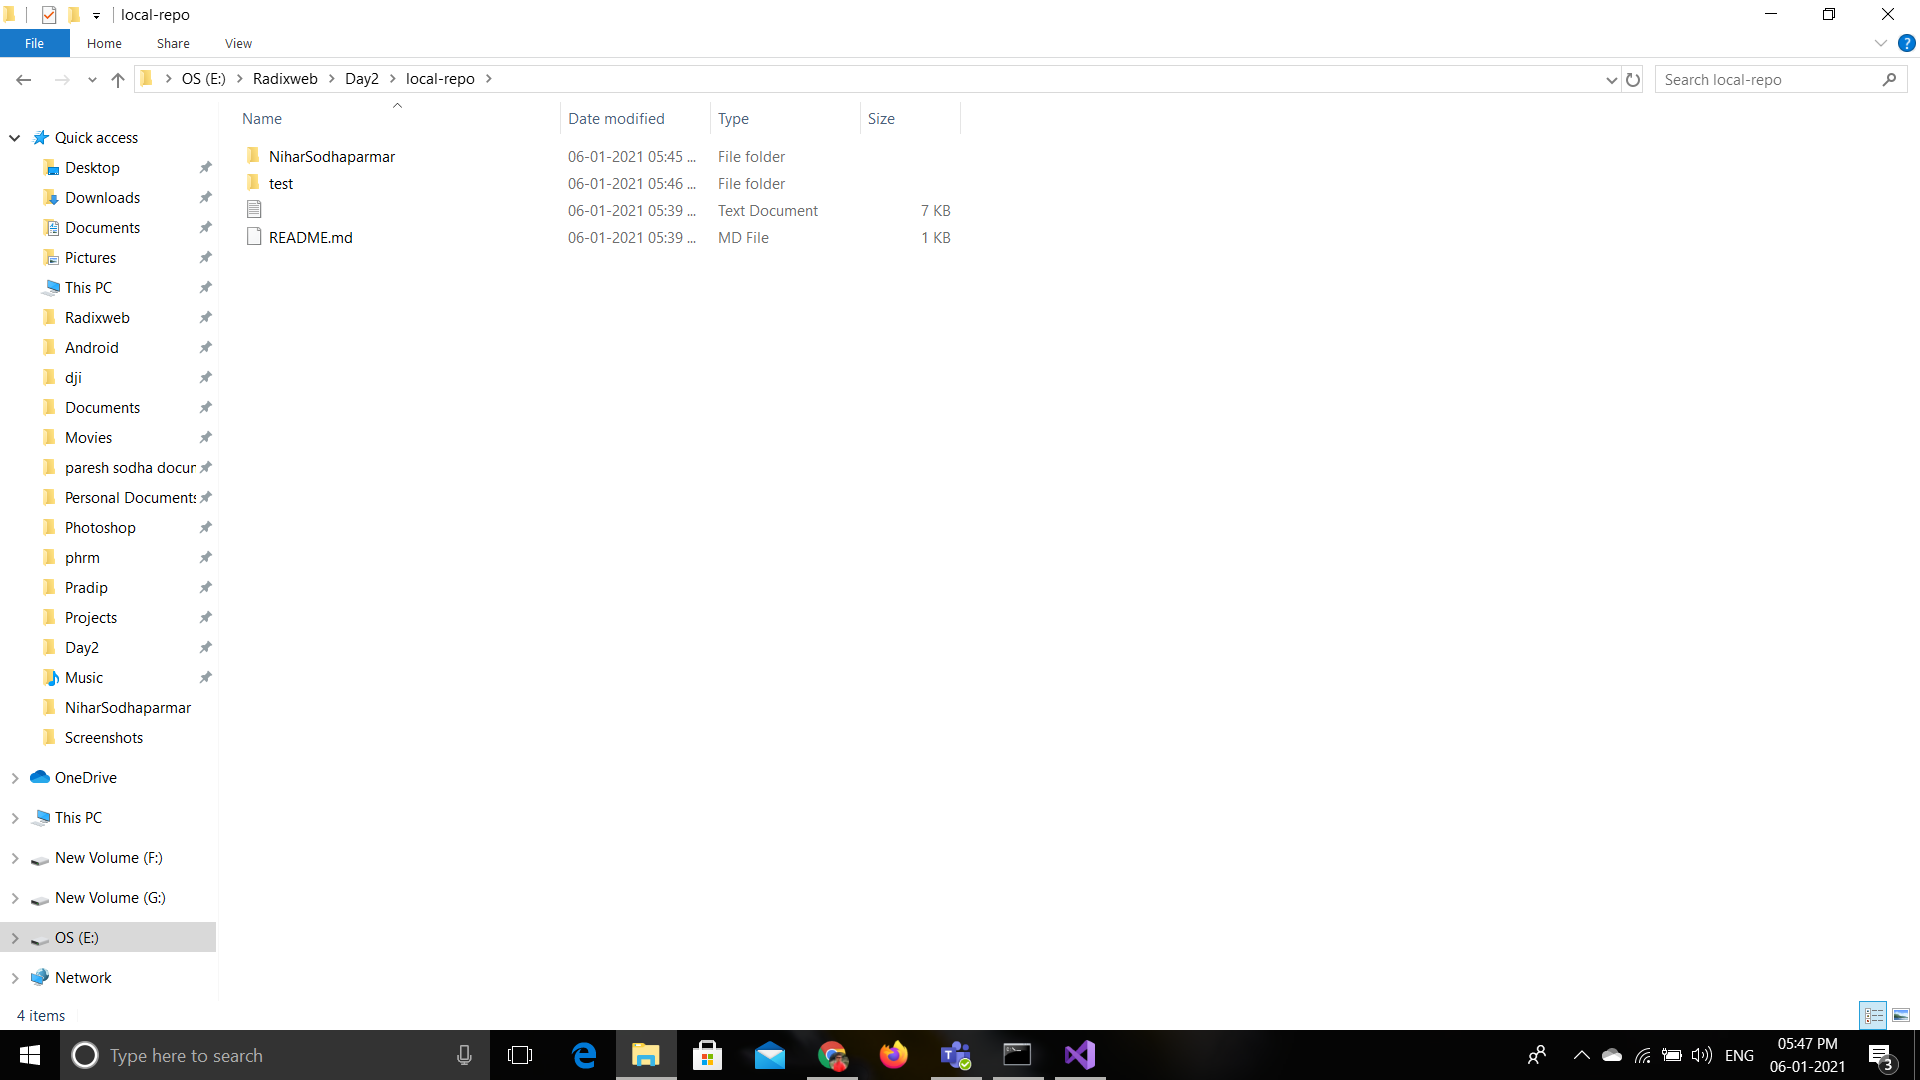 local-repo
File Home Share View
OS (E:) Radixweb Day2 local-repo
Search local-repo
Name Date modified Type Size
NiharSodhaparmar 06-01-2021 05:45 ... File folder
test 06-01-2021 05:46 ... File folder
06-01-2021 05:39 ... Text Document 7 KB
README.md 06-01-2021 05:39 ... MD File 1 KB
Quick access
Desktop
Downloads
Documents
Pictures
This PC
Radixweb
Android
dji
Documents
Movies
paresh sodha docur
Personal Documents
Photoshop
phrm
Pradip
Projects
Day2
Music
NiharSodhaparmar
Screenshots
OneDrive
This PC
New Volume (F:)
New Volume (G:)
OS (E:)
Network
4 items
Type here to search
ENG
05:47 PM
06-01-2021
3